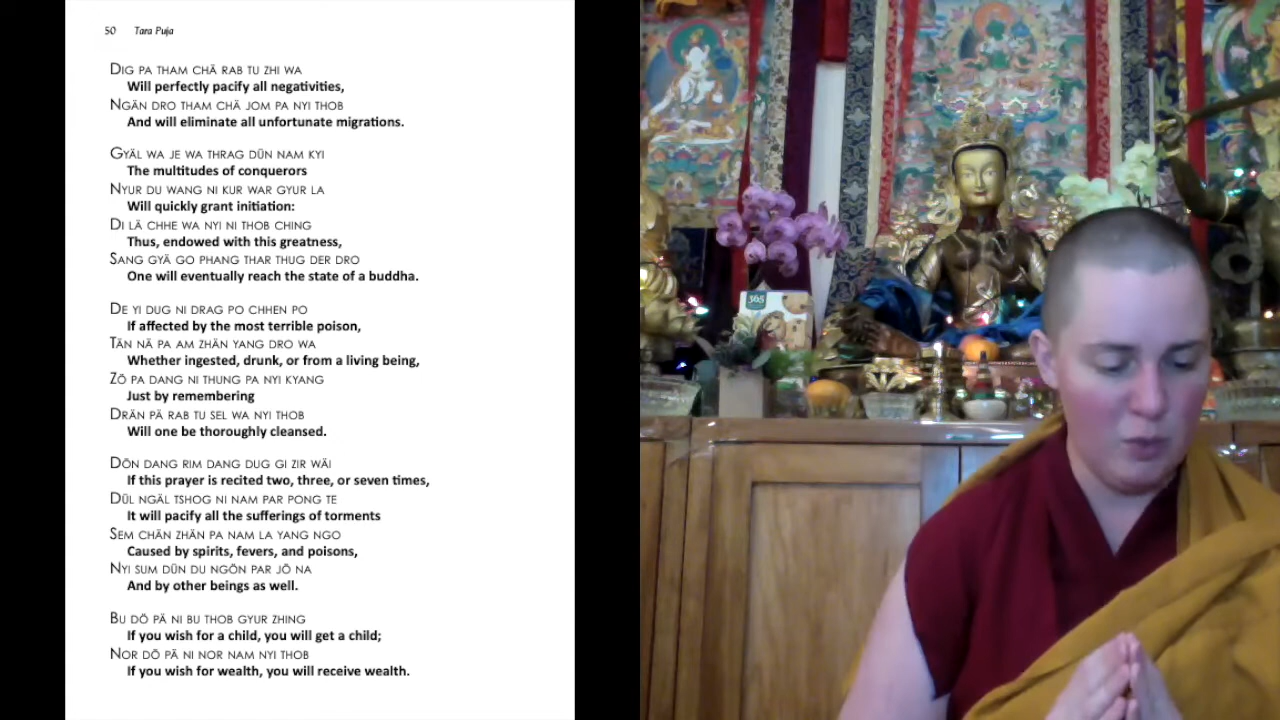 50 Tara Puja
DIG PA THAM CHÄ RAB TU ZHI WA
Will perfectly pacify all negativities,
NGÄN DRO THAM CHÄ JOM PA NYI THOB
And will eliminate all unfortunate migrations.
GYÄL WA JE WA THRAG DÜN NAM KYI
The multitudes of conquerors
NYUR DU WANG NI KUR WAR GYUR LA
Will quickly grant initiation:
DI LÄ CHHE WA NYI NI THOB CHING
Thus, endowed with this greatness,
SANG GYÄ GO PHANG THAR THUG DER DRO
One will eventually reach the state of a buddha.
DE YI DUG NI DRAG PO CHHEN PO
If affected by the most terrible poison,
TÄN NÄ PA AM ZHÄN YANG DRO WA
Whether ingested, drunk, or from a living being,
ZÖ PA DANG NI THUNG PA NYI KYANG
Just by remembering
DRÄN PÄ RAB TU SEL WA NYI THOB
Will one be thoroughly cleansed.
DÖN DANG RIM DANG DUG GI ZIR WÄI
If this prayer is recited two, three, or seven times,
DÜL NGÄL TSHOG NI NAM PAR PONG TE
It will pacify all the sufferings of torments
SEM CHÄN ZHÄN PA NAM LA YANG NGO
Caused by spirits, fevers, and poisons,
NYI SUM DÜN DU NGÖN PAR JÖ NA
And by other beings as well.
BU DÖ PÄ NI BU THOB GYUR ZHING
If you wish for a child, you will get a child;
NOR DÖ PÄ NI NOR NAM NYI THOB
If you wish for wealth, you will receive wealth.
365